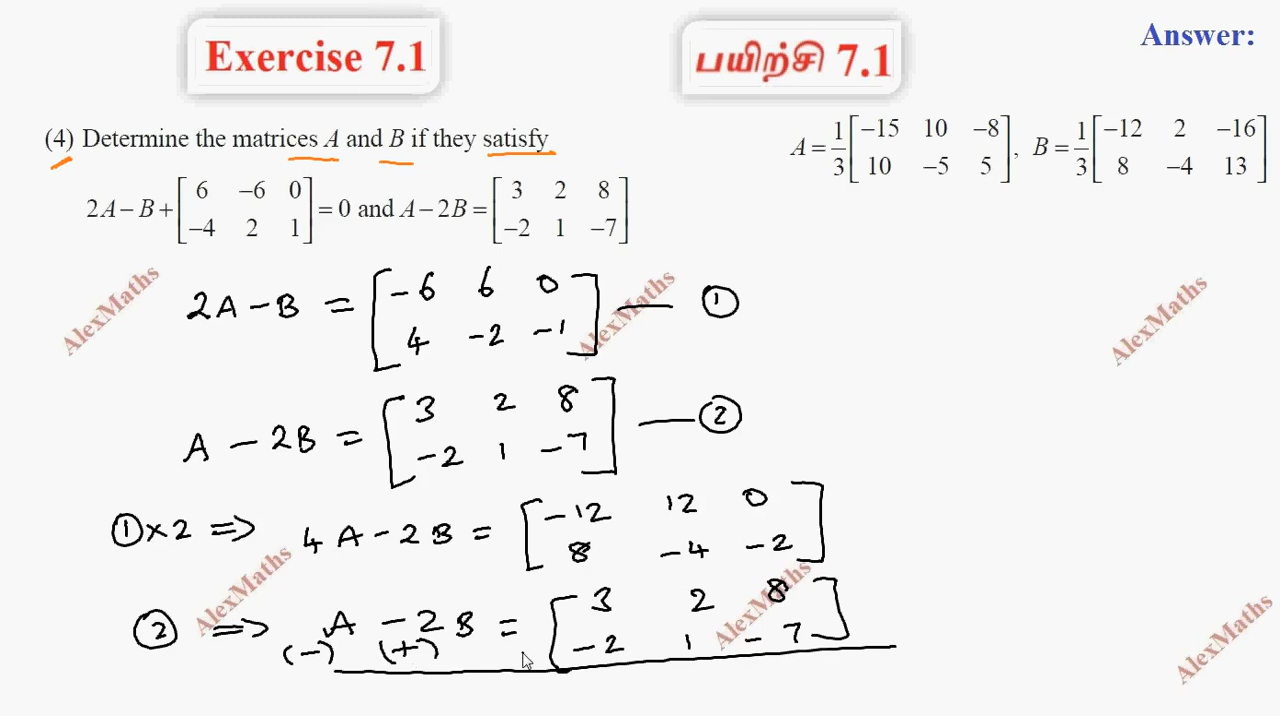 Exercise 7.1
பயிற்சி 7.1
Answer:
(4) Determine the matrices A and B if they satisfy
2A − B + [6 −6 0; −4 2 1] = 0 and A − 2B = [3 2 8; −2 1 −7]
A = 1/3 [−15 10 −8; 10 −5 5], B = 1/3 [−12 2 −16; 8 −4 13]
2A − B = [−6 6 0; 4 −2 −1] — ①
A − 2B = [3 2 8; −2 1 −7] — ②
① × 2 ⇒ 4A − 2B = [−12 12 0; 8 −4 −2]
② ⇒ A − 2B = [3 2 8; −2 1 −7]
(−) (+)
AlexMaths
AlexMaths
AlexMaths
AlexMaths
AlexMaths
AlexMaths